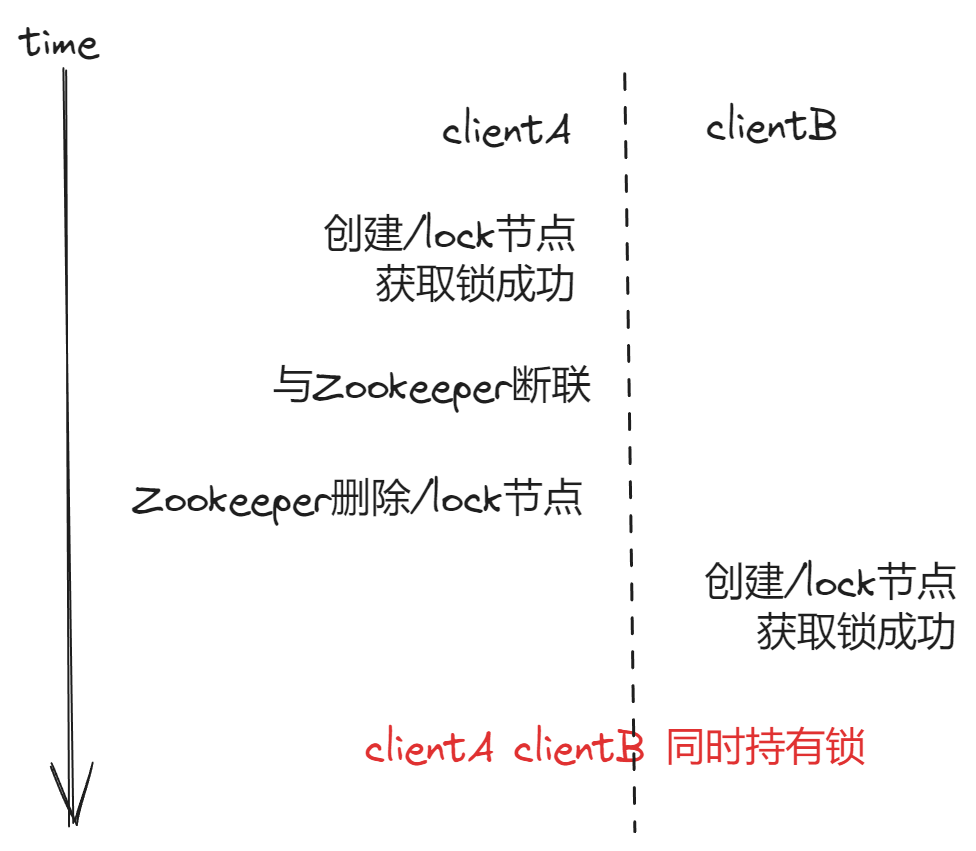 time
clientA
clientB
创建/lock节点
获取锁成功
与Zookeeper断联
Zookeeper删除/lock节点
创建/lock节点
获取锁成功
clientA clientB 同时持有锁